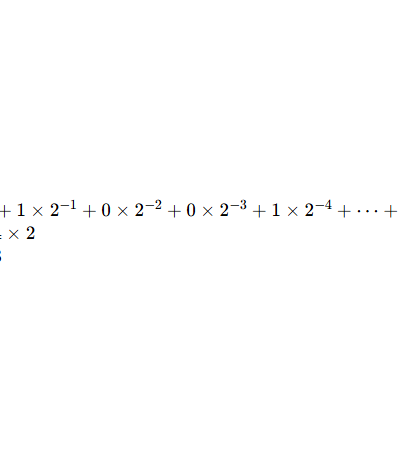 + 1 × 2⁻¹ + 0 × 2⁻² + 0 × 2⁻³ + 1 × 2⁻⁴ + ⋯ +
× 2